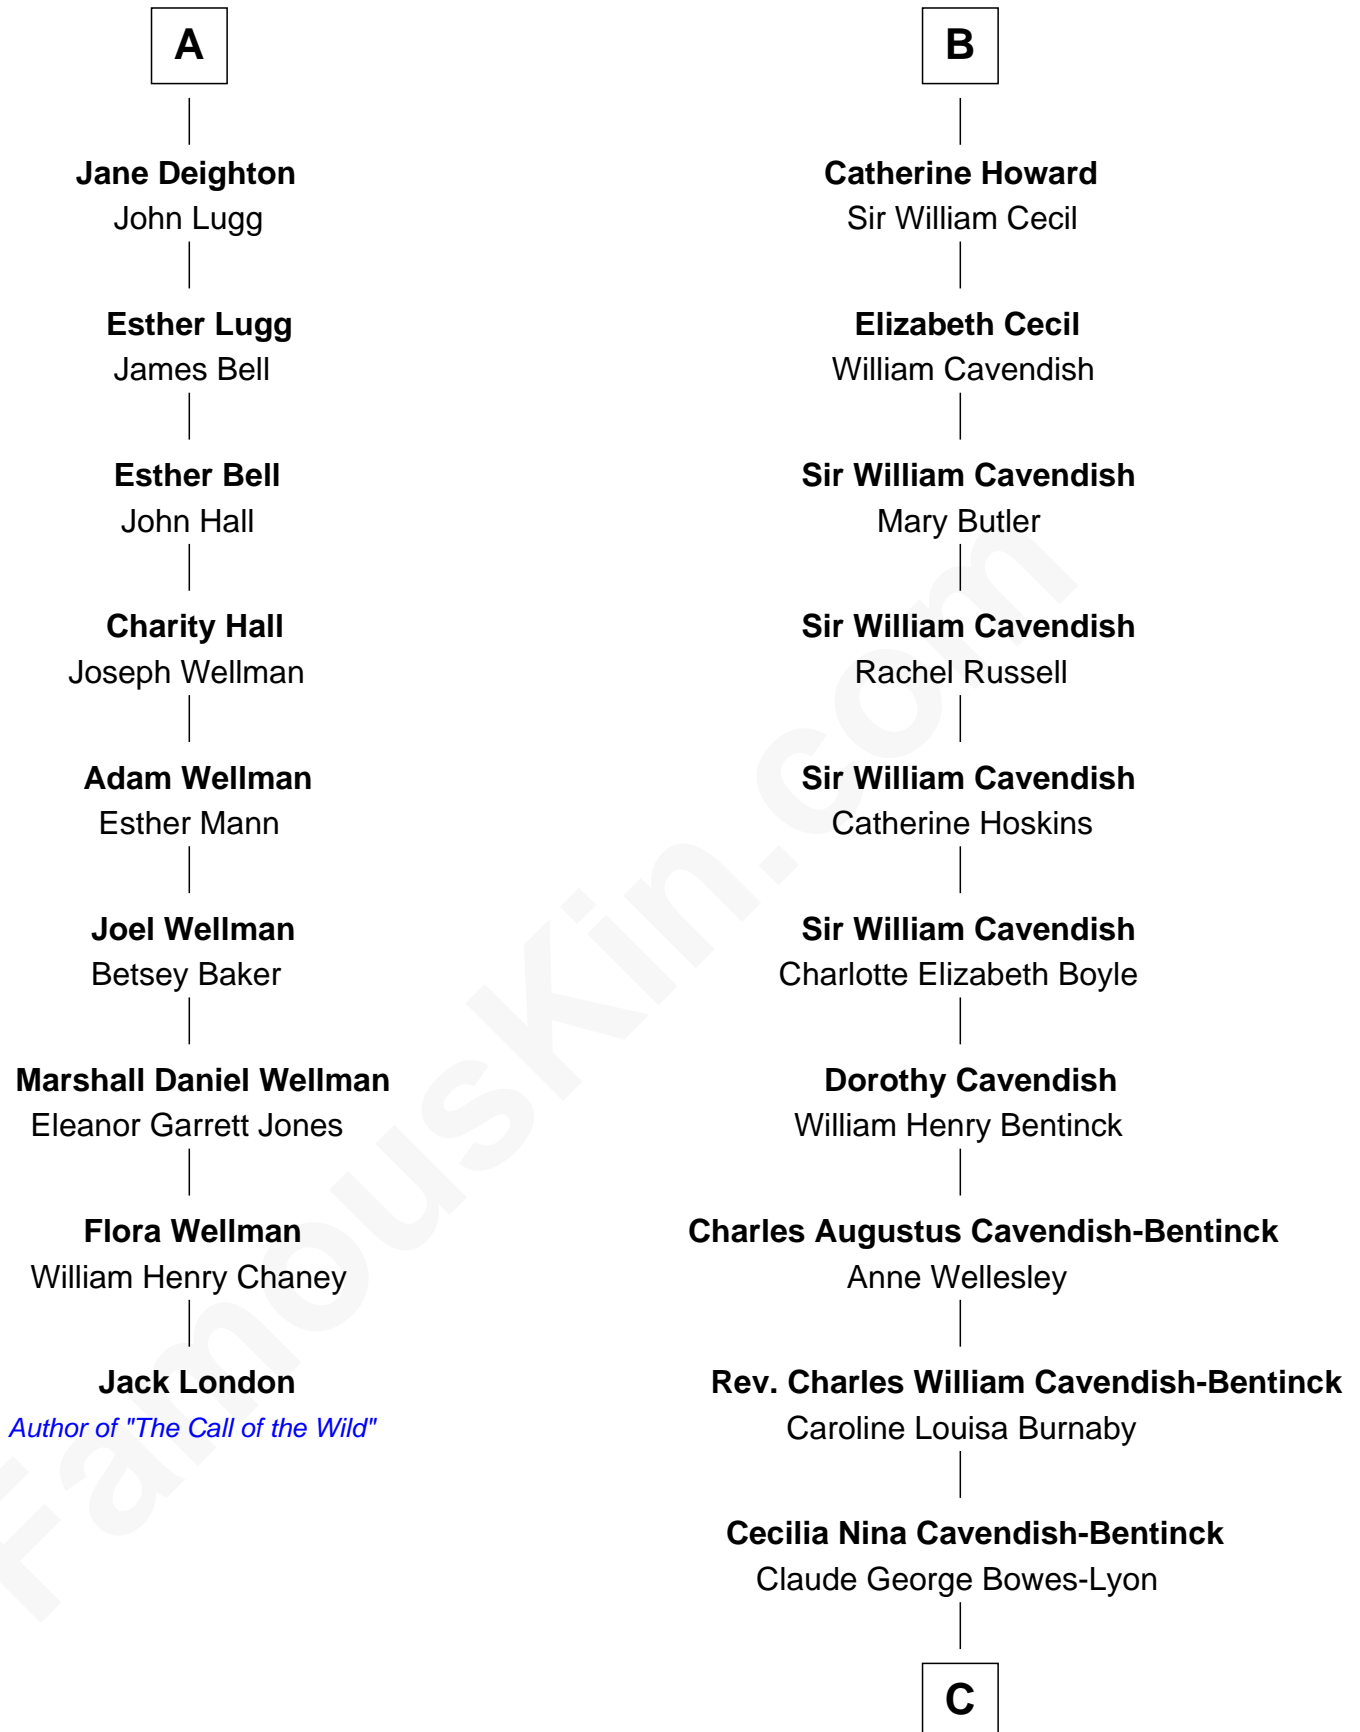 A
Jane Deighton
John Lugg
Esther Lugg
James Bell
Esther Bell
John Hall
Charity Hall
Joseph Wellman
Adam Wellman
Esther Mann
Joel Wellman
Betsey Baker
Marshall Daniel Wellman
Eleanor Garrett Jones
Flora Wellman
William Henry Chaney
Jack London
Author of "The Call of the Wild"
B
Catherine Howard
Sir William Cecil
Elizabeth Cecil
William Cavendish
Sir William Cavendish
Mary Butler
Sir William Cavendish
Rachel Russell
Sir William Cavendish
Catherine Hoskins
Sir William Cavendish
Charlotte Elizabeth Boyle
Dorothy Cavendish
William Henry Bentinck
Charles Augustus Cavendish-Bentinck
Anne Wellesley
Rev. Charles William Cavendish-Bentinck
Caroline Louisa Burnaby
Cecilia Nina Cavendish-Bentinck
Claude George Bowes-Lyon
C
FamousKin.com